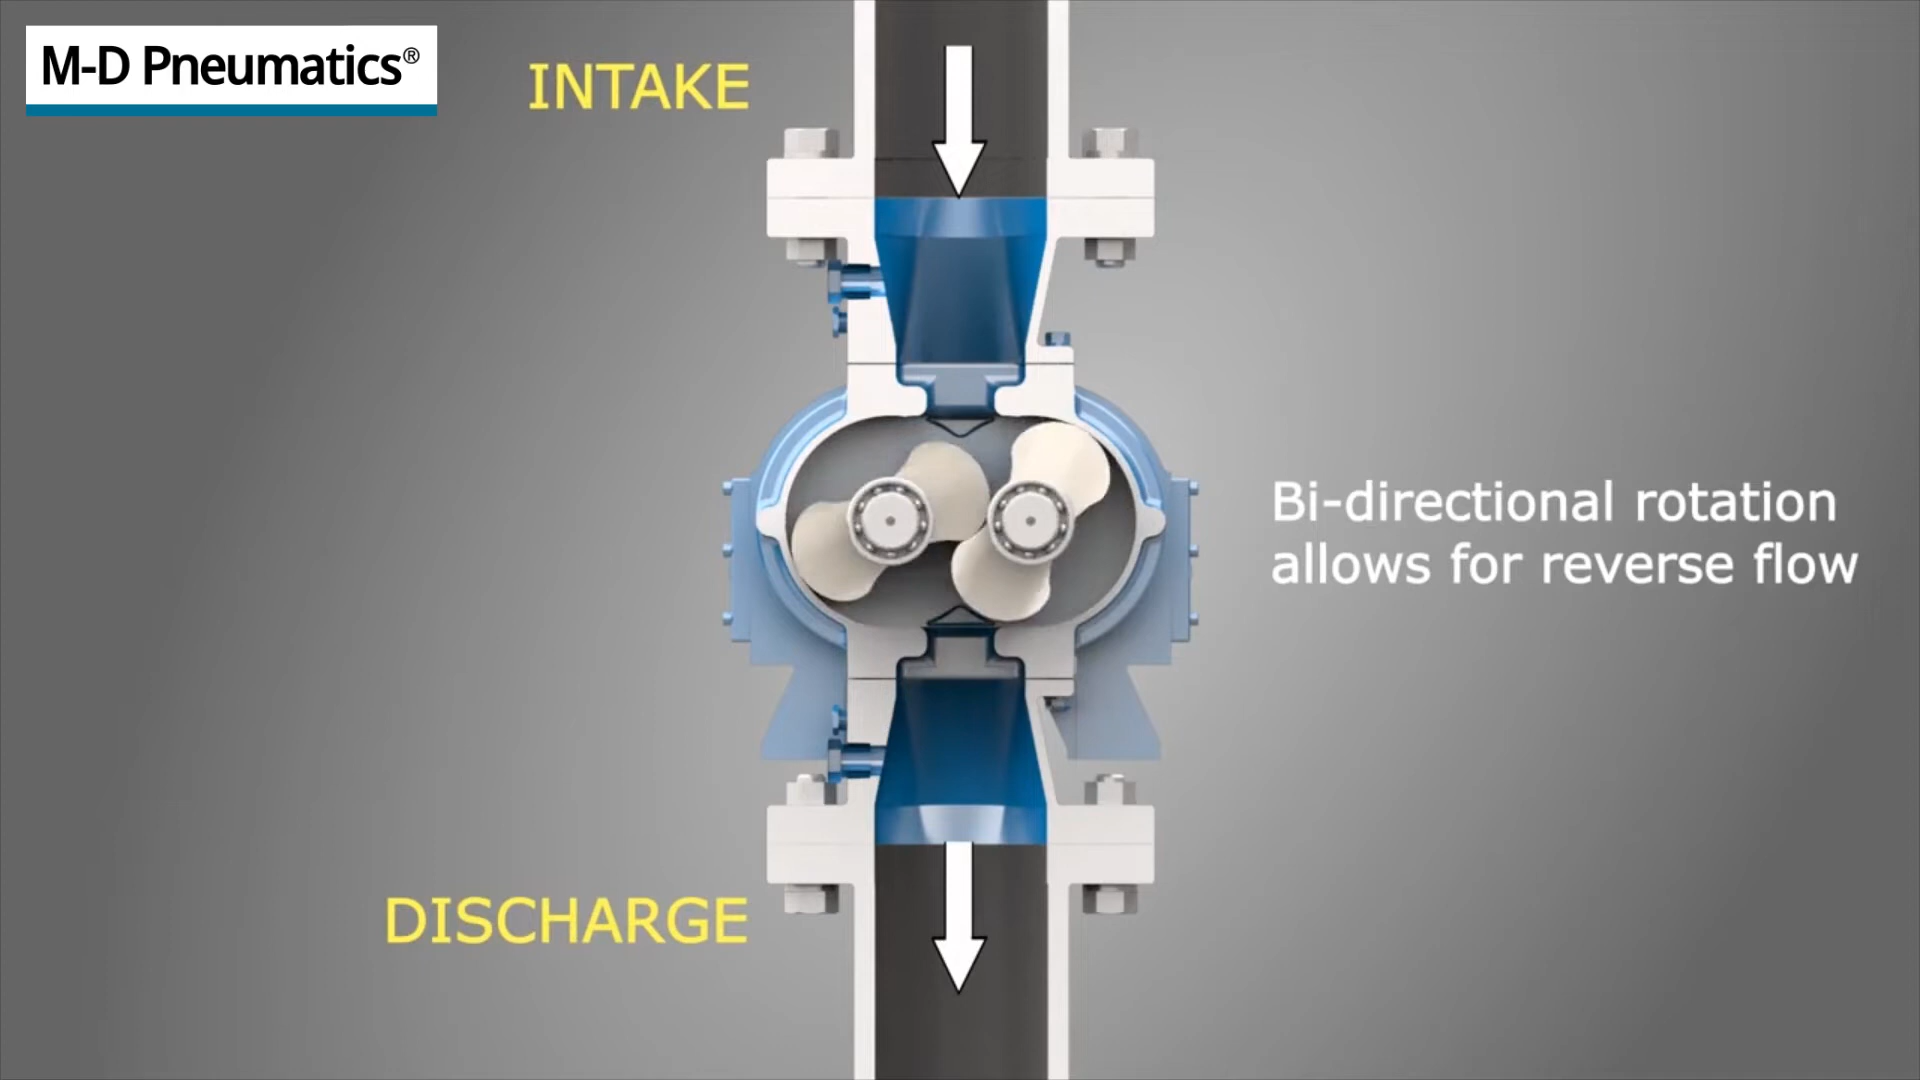 M-D Pneumatics®
INTAKE
Bi-directional rotation
allows for reverse flow
DISCHARGE